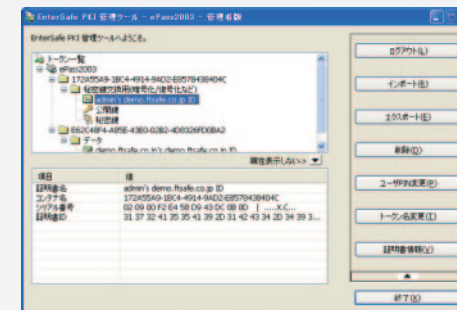 EnterSafe PKI 管理ツール - ePass2003 - 管理者版
EnterSafe PKI 管理ツールへようこそ。
トークン一覧
ePass2003
172A55A9-1BC4-4914-9AD2-E8578438404C
秘密鍵交換用(暗号化/復号化など)
admin's demo.ftsafe.co.jp ID
公開鍵
秘密鍵
データ
demo.ftsafe.co.jp's demo.ftsafe.co.jp ID
属性表示しない>>
項目 値
証明書名 admin's demo.ftsafe.co.jp ID
コンテナ名 172A55A9-1BC4-4914-9AD2-E8578438404C
シリアル番号
証明書ID 31 37 32 41 35 35 41 39 2D 31 42 43 34 2D 34 39 3...
ログアウト(L)
インポート(B)
エクスポート(E)
削除(D)
ユーザPIN変更(P)
トークン名変更(T)
証明書情報(V)
終了(X)